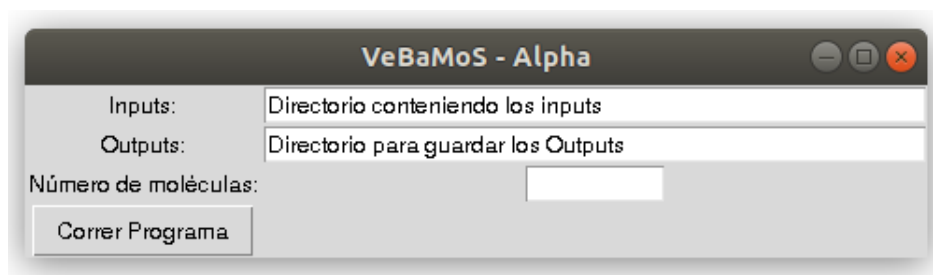 VeBaMoS - Alpha
Inputs: Directorio conteniendo los inputs
Outputs: Directorio para guardar los Outputs
Número de moléculas:
Correr Programa